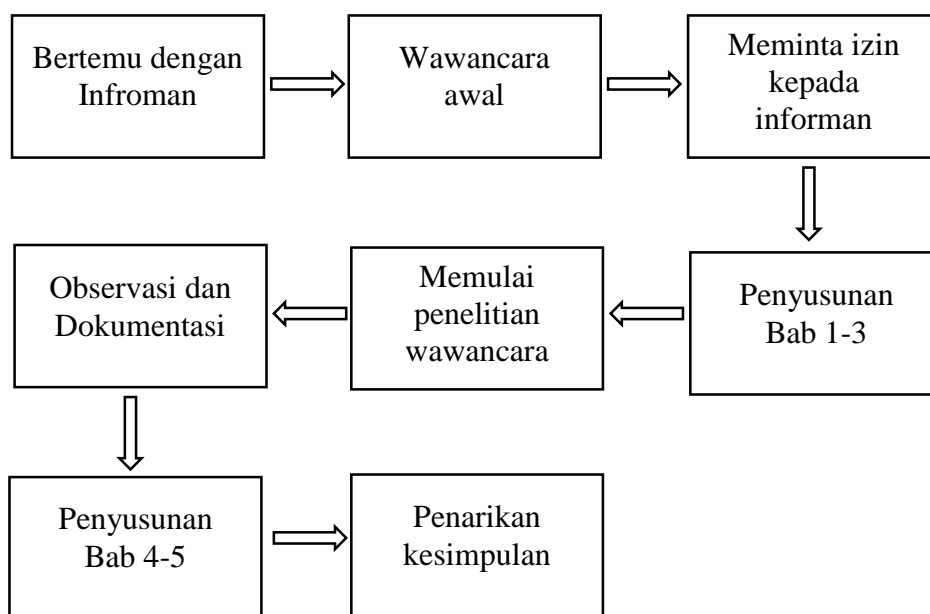 Bertemu dengan
Infroman
Wawancara
awal
Meminta izin
kepada
informan
Penyusunan
Bab 1-3
Memulai
penelitian
wawancara
Observasi dan
Dokumentasi
Penyusunan
Bab 4-5
Penarikan
kesimpulan